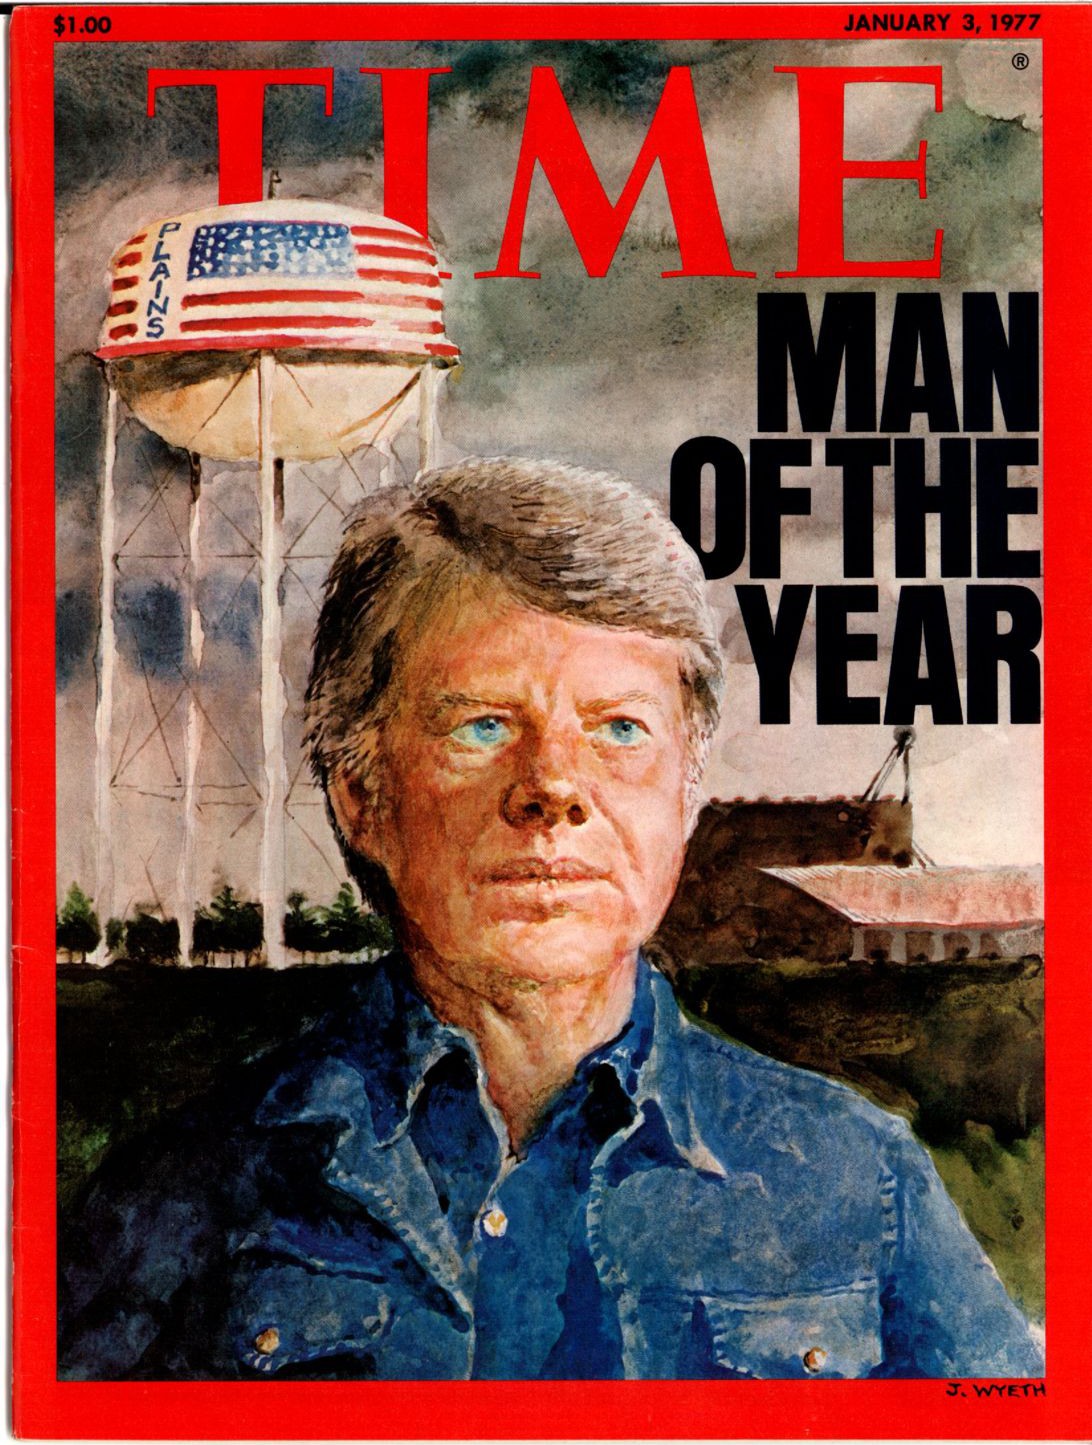 $1.00
JANUARY 3, 1977
TIME
®
PLAINS
MAN
OF THE
YEAR
J. WYETH